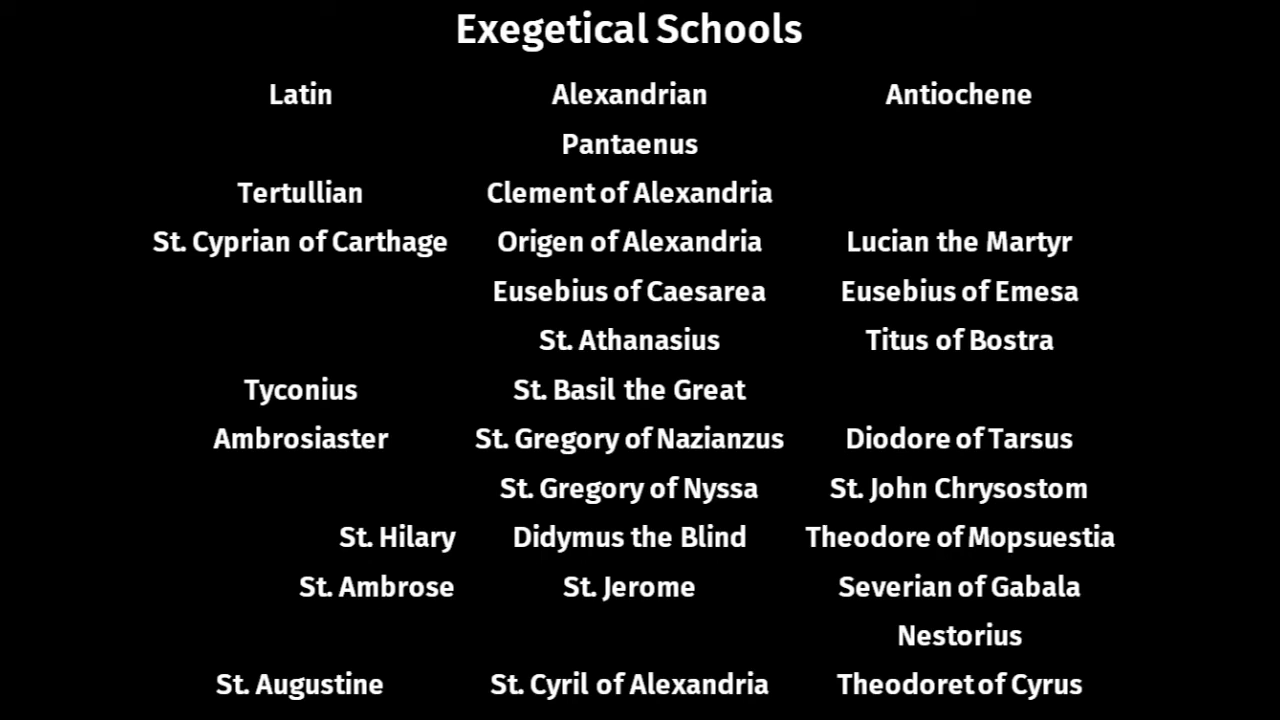 Exegetical Schools
Latin Alexandrian Antiochene
Pantaenus
Tertullian Clement of Alexandria
St. Cyprian of Carthage Origen of Alexandria Lucian the Martyr
Eusebius of Caesarea Eusebius of Emesa
St. Athanasius Titus of Bostra
Tyconius St. Basil the Great
Ambrosiaster St. Gregory of Nazianzus Diodore of Tarsus
St. Gregory of Nyssa St. John Chrysostom
St. Hilary Didymus the Blind Theodore of Mopsuestia
St. Ambrose St. Jerome Severian of Gabala
Nestorius
St. Augustine St. Cyril of Alexandria Theodoret of Cyrus